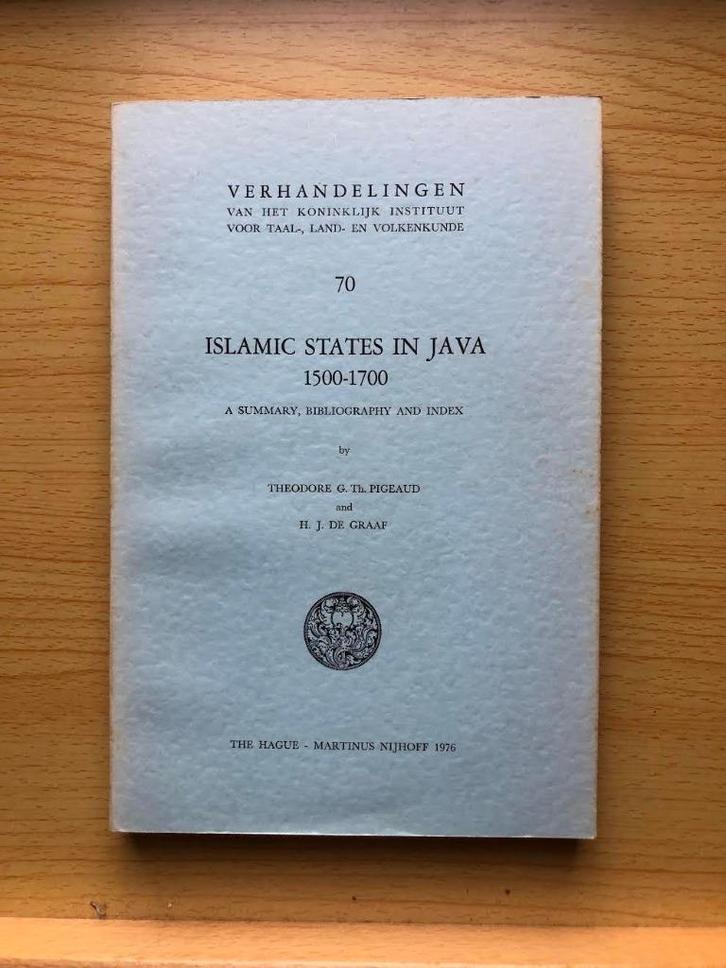 VERHANDELINGEN
VAN HET KONINKLIJK INSTITUUT
VOOR TAAL-, LAND- EN VOLKENKUNDE
70
ISLAMIC STATES IN JAVA
1500-1700
A SUMMARY, BIBLIOGRAPHY AND INDEX
by
THEODORE G. Th. PIGEAUD
and
H. J. DE GRAAF
THE HAGUE - MARTINUS NIJHOFF 1976